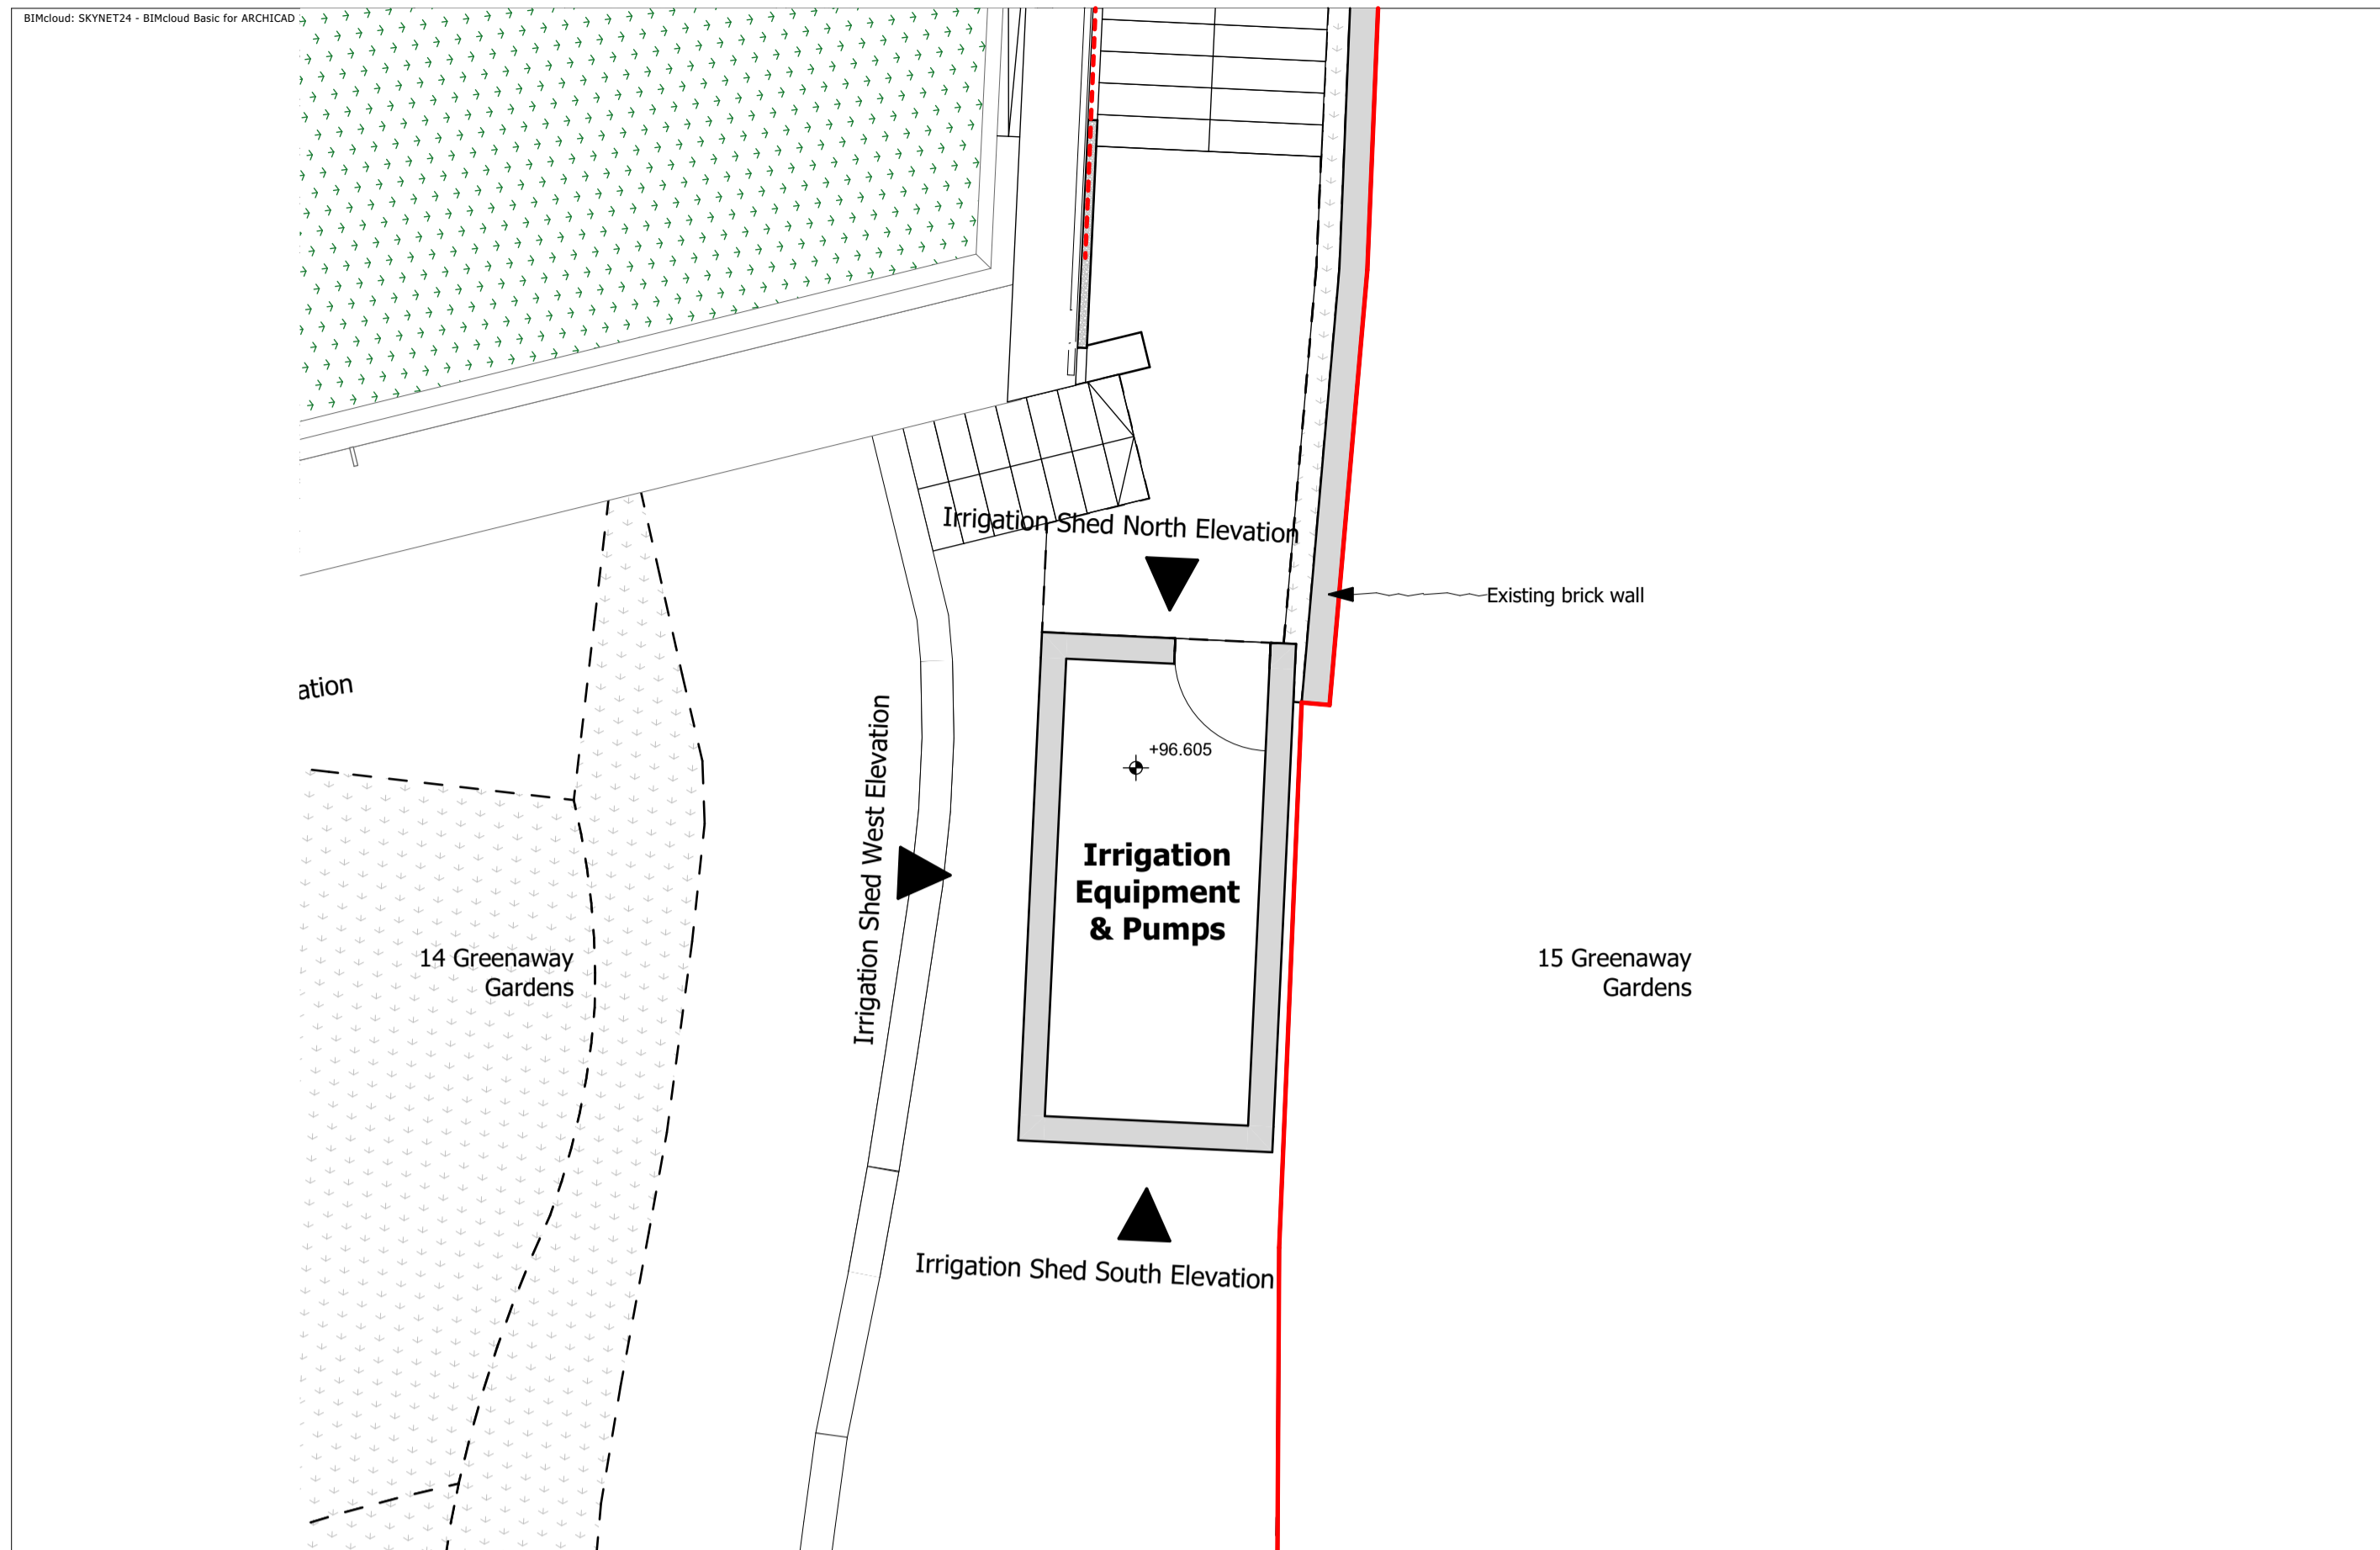 BIMcloud: SKYNET24 - BIMcloud Basic for ARCHICAD
Irrigation Shed North Elevation
Existing brick wall
ation
Irrigation Shed West Elevation
+96.605
Irrigation
Equipment
& Pumps
14 Greenaway
Gardens
15 Greenaway
Gardens
Irrigation Shed South Elevation